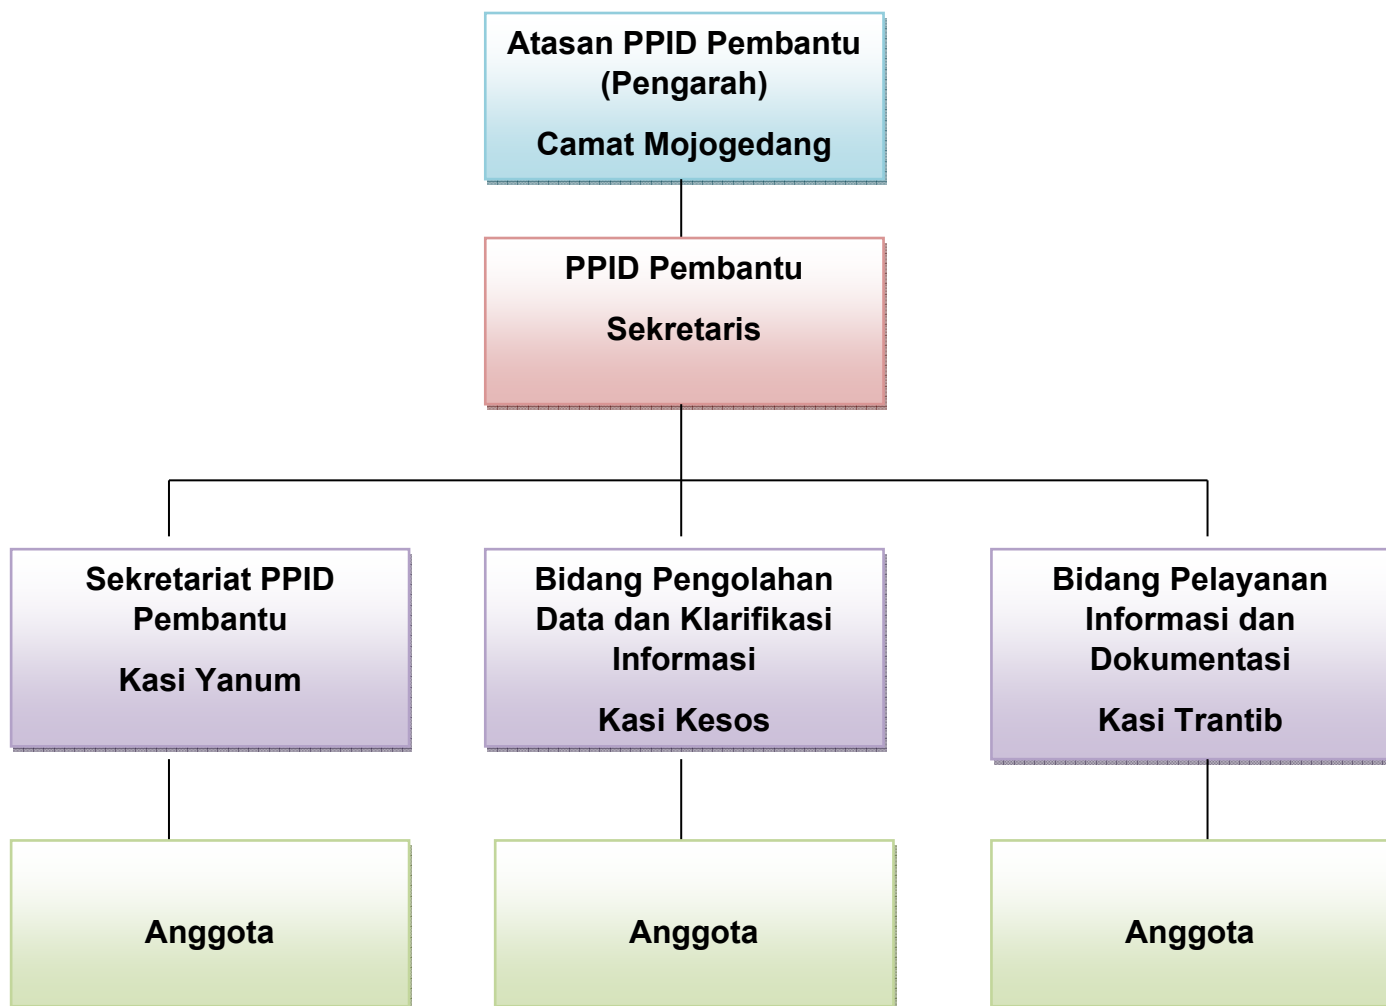 Atasan PPID Pembantu
(Pengarah)
Camat Mojogedang
PPID Pembantu
Sekretaris
Sekretariat PPID
Pembantu
Kasi Yanum
Bidang Pengolahan
Data dan Klarifikasi
Informasi
Kasi Kesos
Bidang Pelayanan
Informasi dan
Dokumentasi
Kasi Trantib
Anggota
Anggota
Anggota